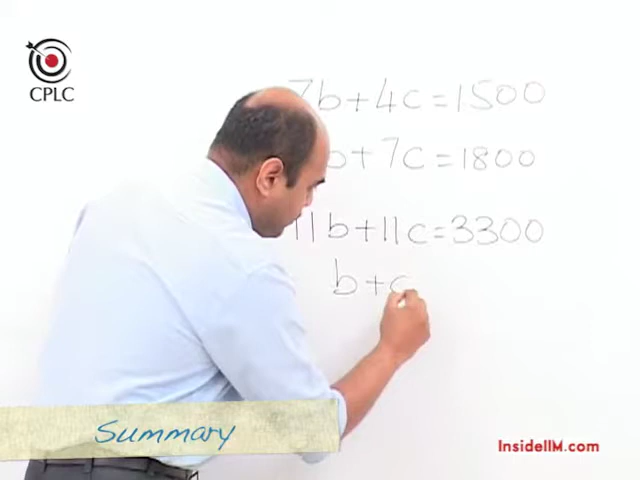 CPLC
7b+4c=1500
b+7c=1800
11b+11c=3300
b+c
Summary
InsideIIM.com